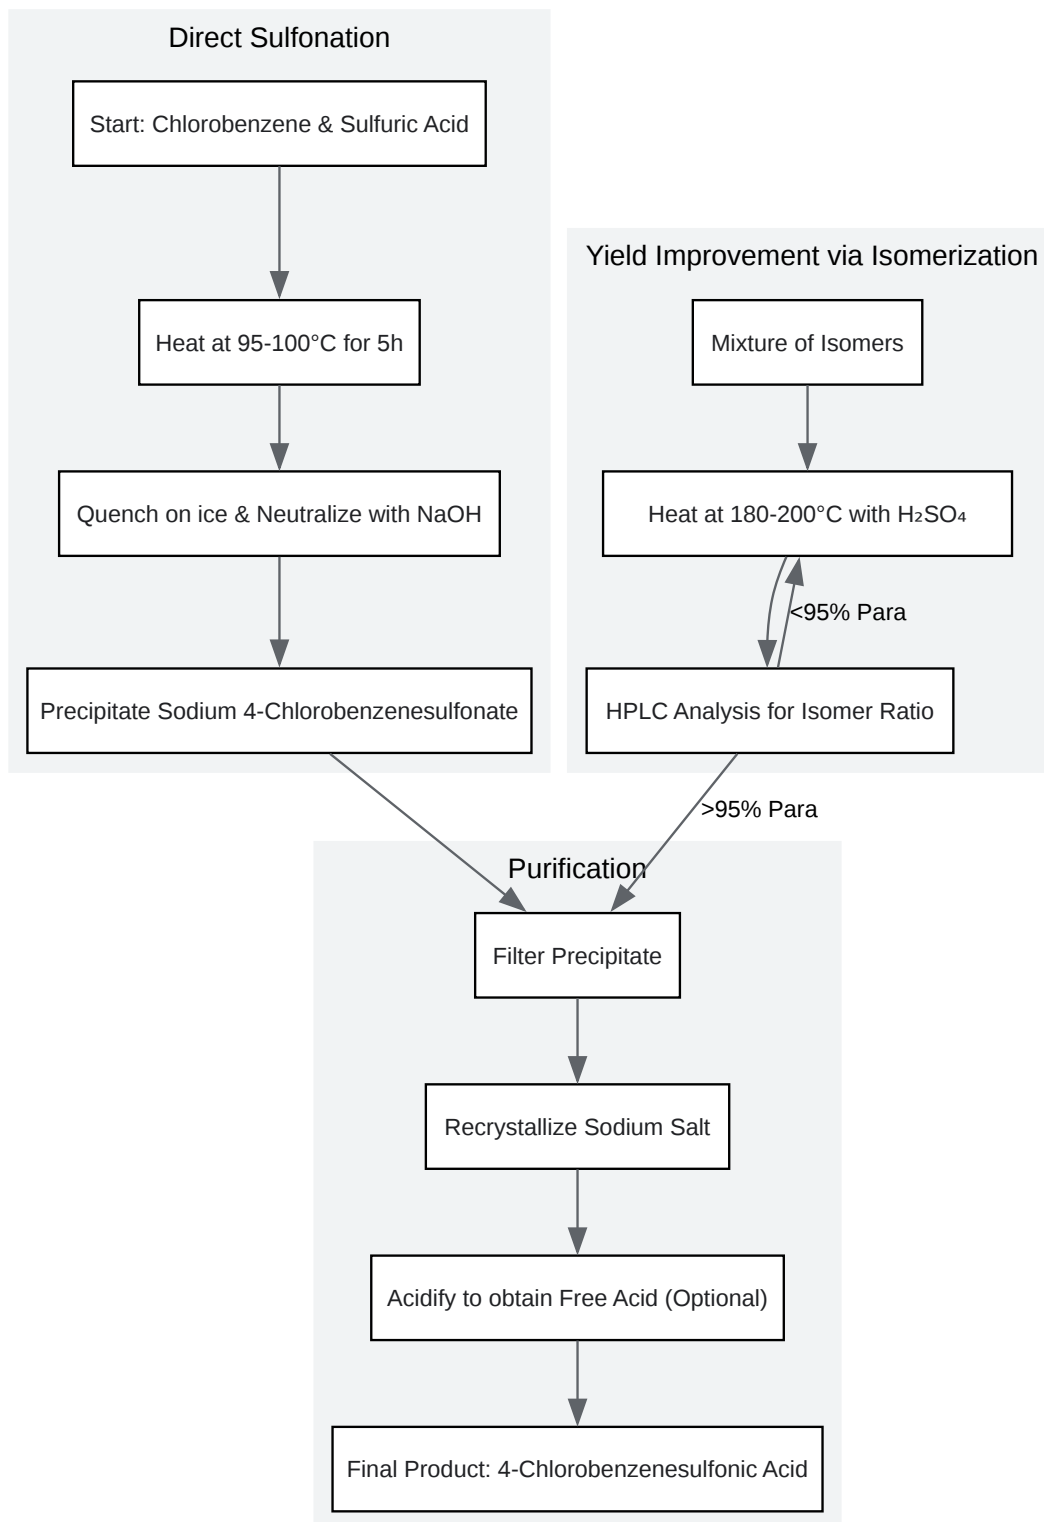 Direct Sulfonation
Start: Chlorobenzene & Sulfuric Acid
Heat at 95-100°C for 5h
Quench on ice & Neutralize with NaOH
Precipitate Sodium 4-Chlorobenzenesulfonate
Yield Improvement via Isomerization
Mixture of Isomers
Heat at 180-200°C with H₂SO₄
<95% Para
HPLC Analysis for Isomer Ratio
>95% Para
Purification
Filter Precipitate
Recrystallize Sodium Salt
Acidify to obtain Free Acid (Optional)
Final Product: 4-Chlorobenzenesulfonic Acid